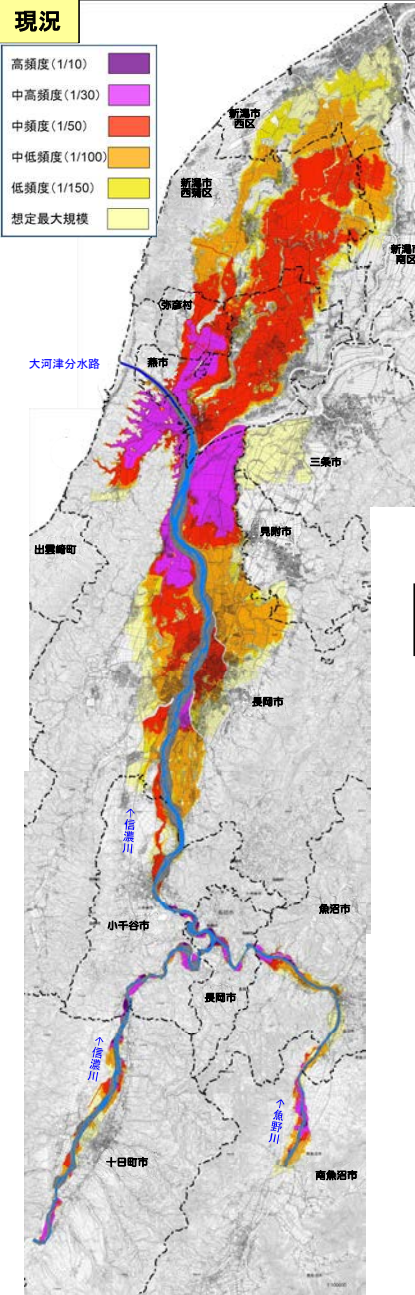 現況
高頻度(1/10)
中高頻度(1/30)
中頻度(1/50)
中低頻度(1/100)
低頻度(1/150)
想定最大規模
新潟市
西区
新潟市
西蒲区
新潟市
南区
弥彦村
大河津分水路
燕市
三条市
見附市
出雲崎町
長岡市
↑信濃川
魚沼市
小千谷市
長岡市
↑信濃川
↑魚野川
十日町市
南魚沼市